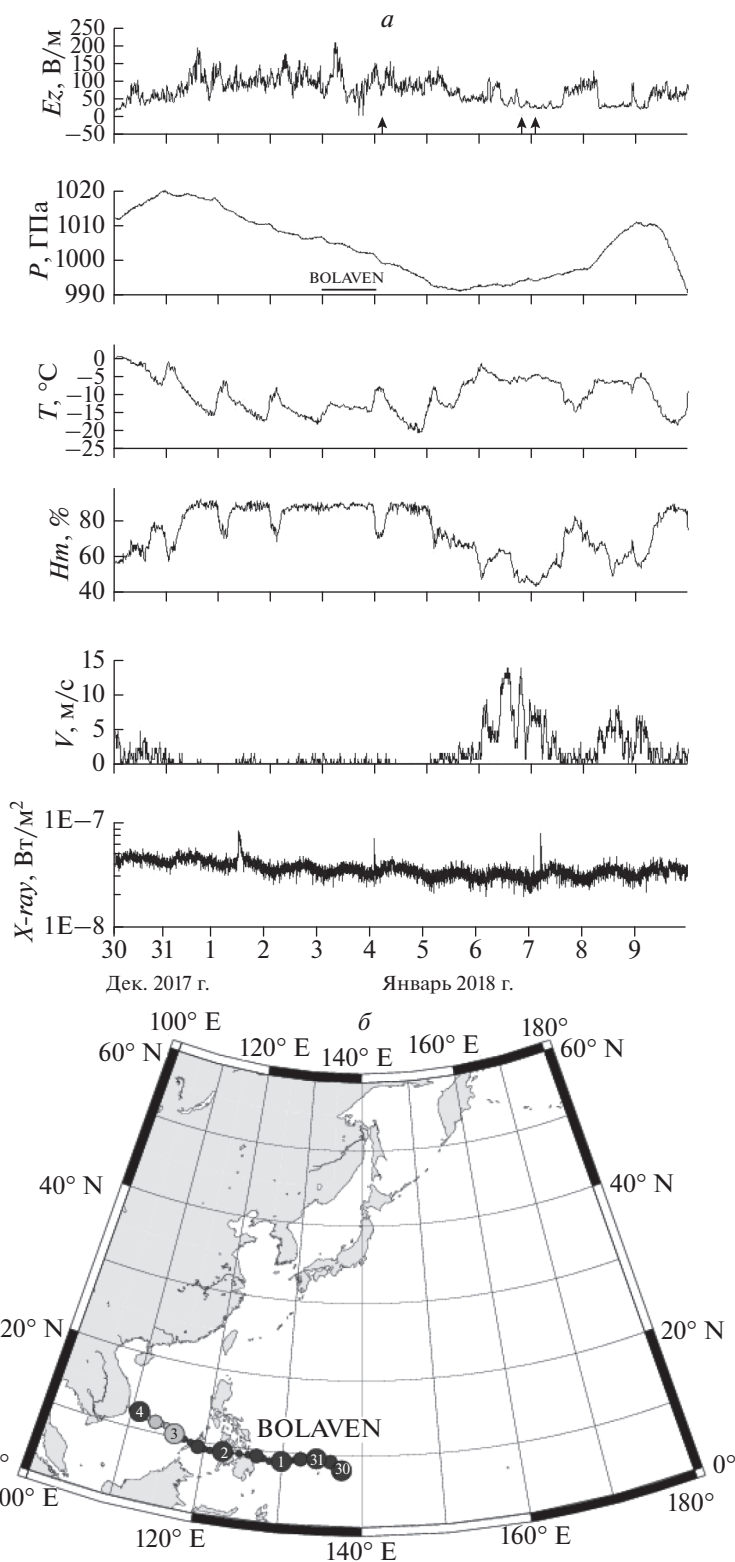 а
250
200
150
100
50
0
−50
Ez, В/м
1020
1010
1000
990
P, ГПа
BOLAVEN
0
−5
−10
−15
−20
−25
T, °C
80
60
40
Hm, %
15
10
5
0
V, м/с
1E−7
1E−8
X-ray, Вт/м²
30 31 1 2 3 4 5 6 7 8 9
Дек. 2017 г. Январь 2018 г.
б
100° E 120° E 140° E 160° E 180°
60° N 60° N
40° N 40° N
20° N 20° N
BOLAVEN
4 3 2 1 31 30
° 0°
00° E 120° E 140° E 160° E 180°